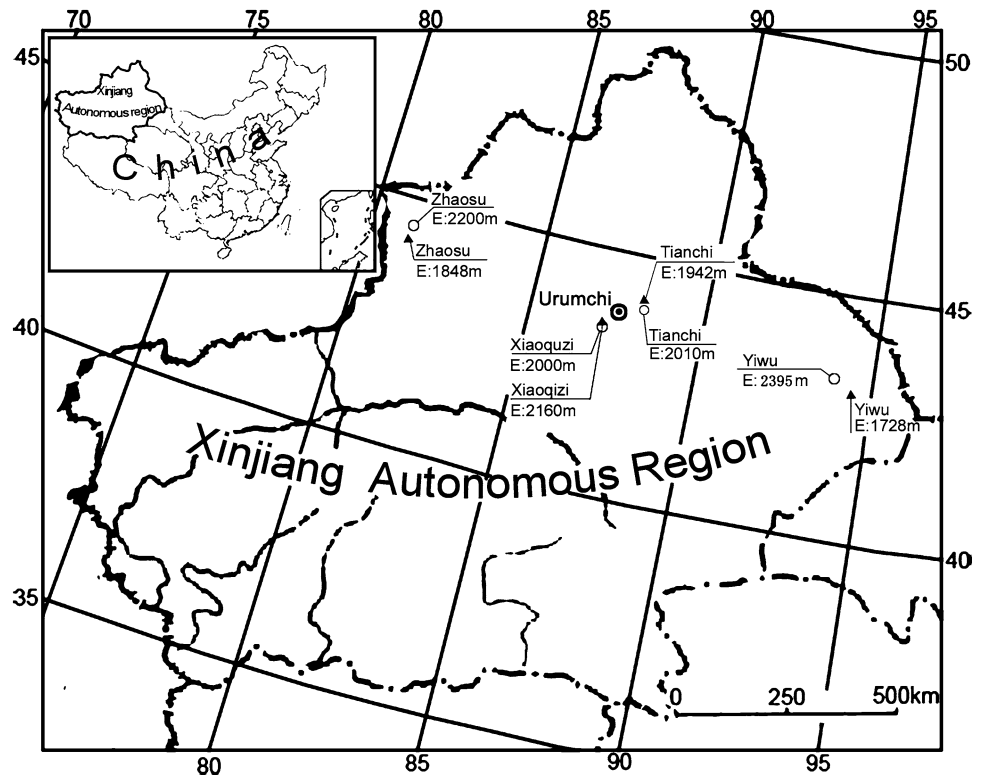 70 75 80 85 90 95
45
50
Xinjiang
Autonomous region
China
Zhaosu
E:2200m
Zhaosu
E:1848m
Tianchi
E:1942m
Urumchi
45
40
Xiaoquzi
E:2000m
Tianchi
E:2010m
Yiwu
E:2395m
Xiaoqizi
E:2160m
Yiwu
E:1728m
Xinjiang Autonomous Region
40
35
0 250 500km
80 85 90 95